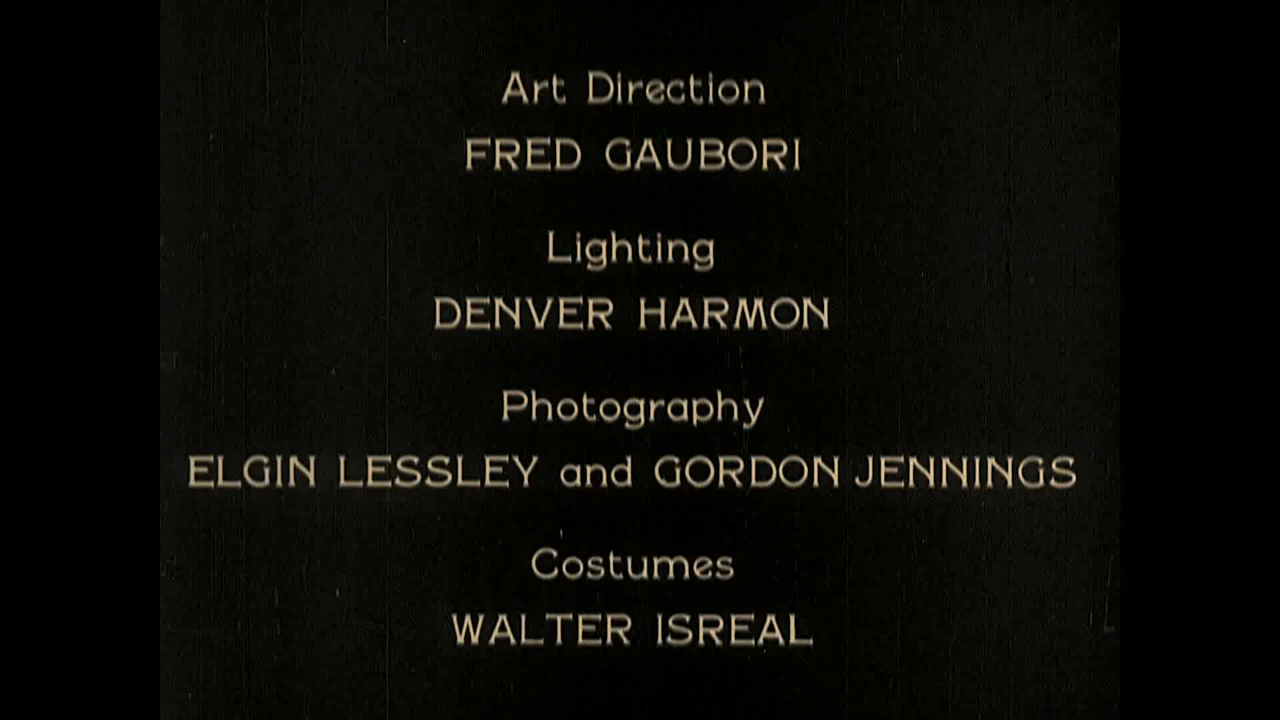 Art Direction
FRED GAUBORI
Lighting
DENVER HARMON
Photography
ELGIN LESSLEY and GORDON JENNINGS
Costumes
WALTER ISREAL